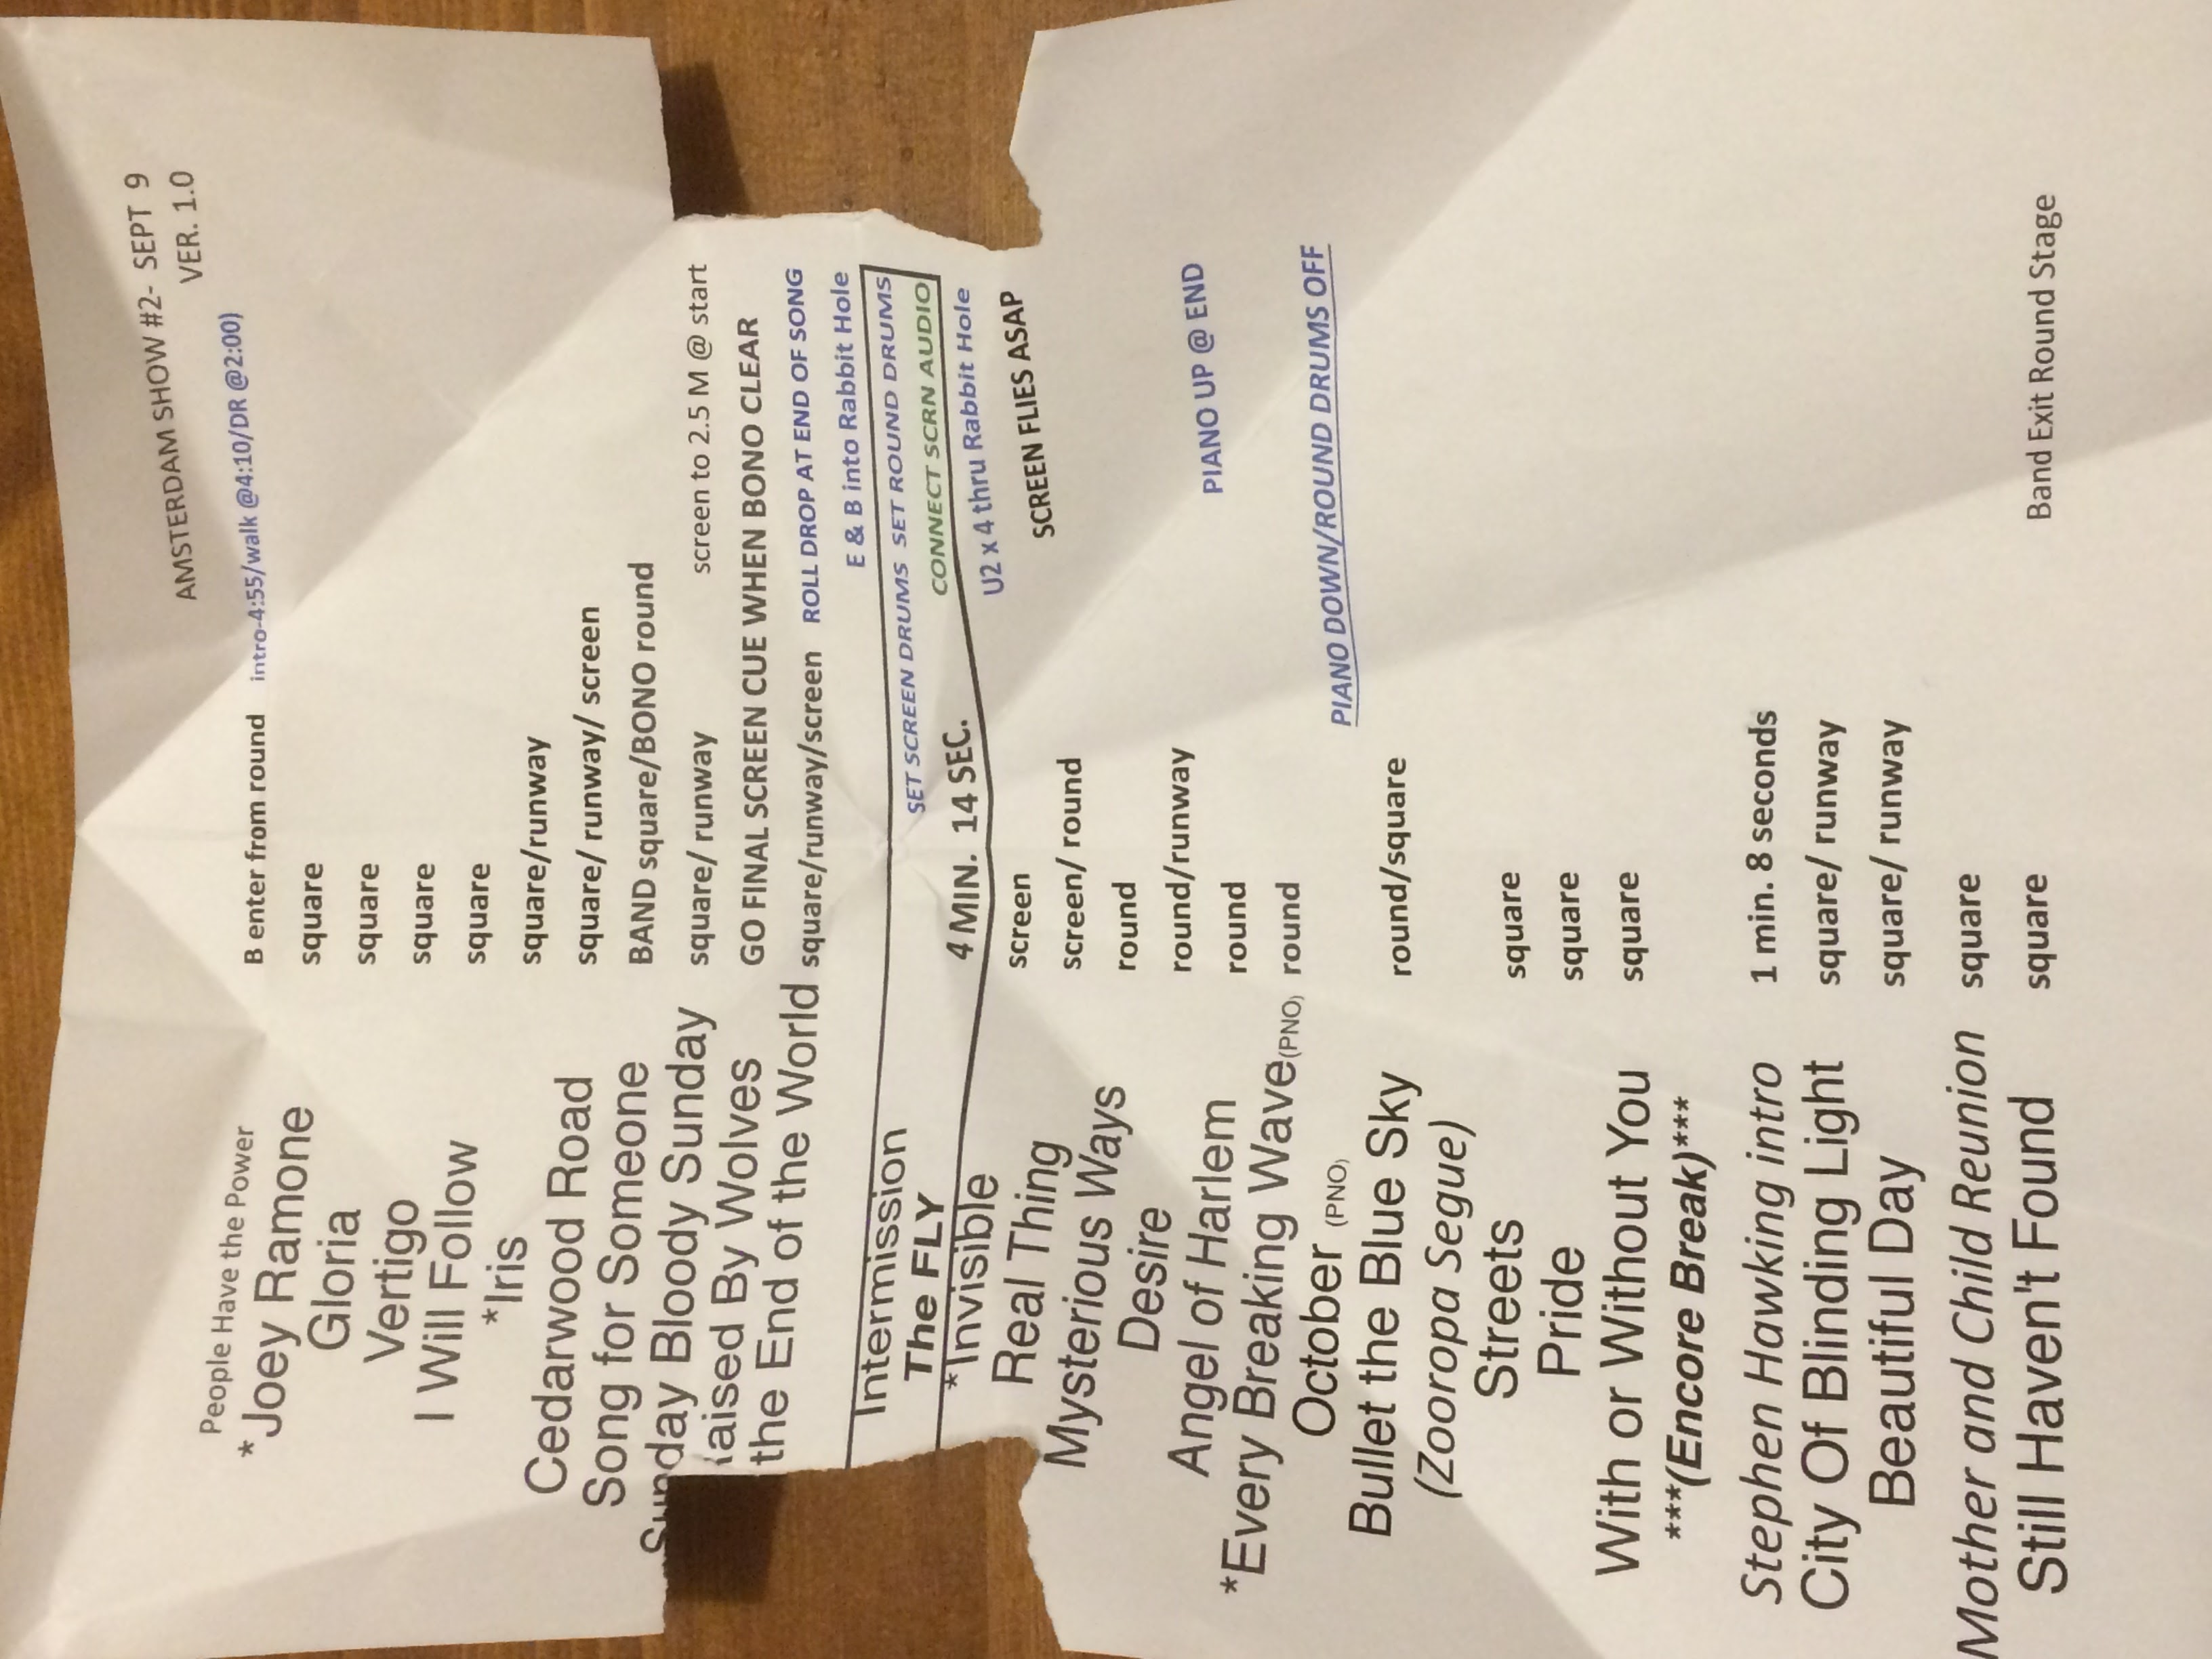 AMSTERDAM SHOW #2- SEPT 9
VER. 1.0
People Have the Power
*Joey Ramone B enter from round intro-4:55/walk @4:10/DR @2:00)
Gloria square
Vertigo square
I Will Follow square
*Iris square
Cedarwood Road square/runway
Song for Someone square/ runway/ screen
Sunday Bloody Sunday BAND square/BONO round
aised By Wolves square/ runway screen to 2.5 M @ start
the End of the World GO FINAL SCREEN CUE WHEN BONO CLEAR
square/runway/screen ROLL DROP AT END OF SONG
E & B into Rabbit Hole
Intermission SET SCREEN DRUMS SET ROUND DRUMS
The FLY 4 MIN. 14 SEC. CONNECT SCRN AUDIO
*Invisible screen U2 x 4 thru Rabbit Hole
Real Thing screen/ round SCREEN FLIES ASAP
Mysterious Ways round
Desire round/runway
Angel of Harlem round PIANO UP @ END
*Every Breaking Wave(PNO) round
October (PNO) PIANO DOWN/ROUND DRUMS OFF
Bullet the Blue Sky round/square
(Zooropa Segue)
Streets square
Pride square
With or Without You square
***(Encore Break)***
Stephen Hawking intro 1 min. 8 seconds
City Of Blinding Light square/ runway
Beautiful Day square/ runway
Mother and Child Reunion square
Still Haven't Found square Band Exit Round Stage